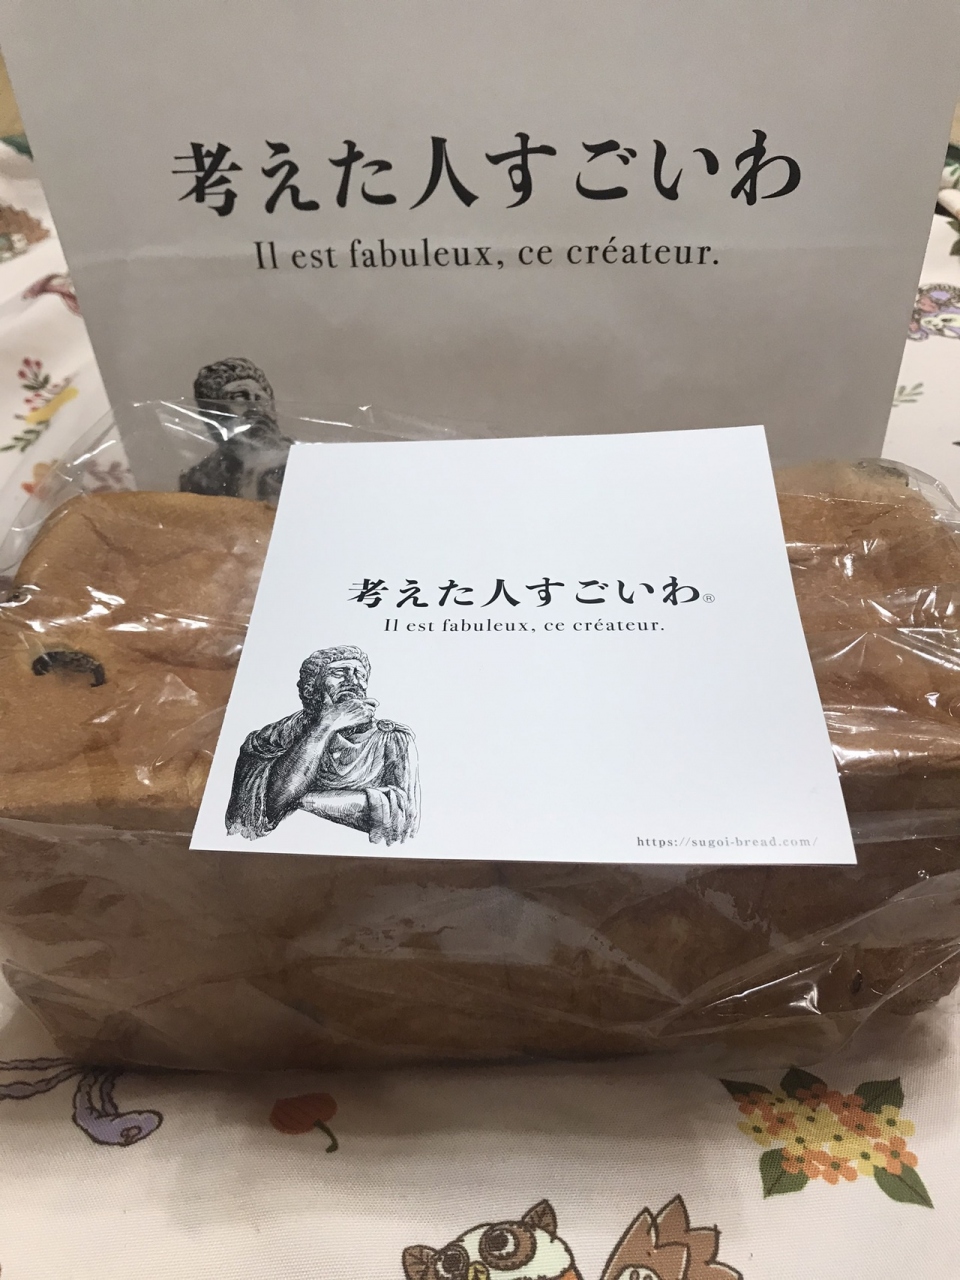 考えた人すごいわ
Il est fabuleux, ce créateur.
考えた人すごいわ®
Il est fabuleux, ce créateur.
https://sugoi-bread.com/